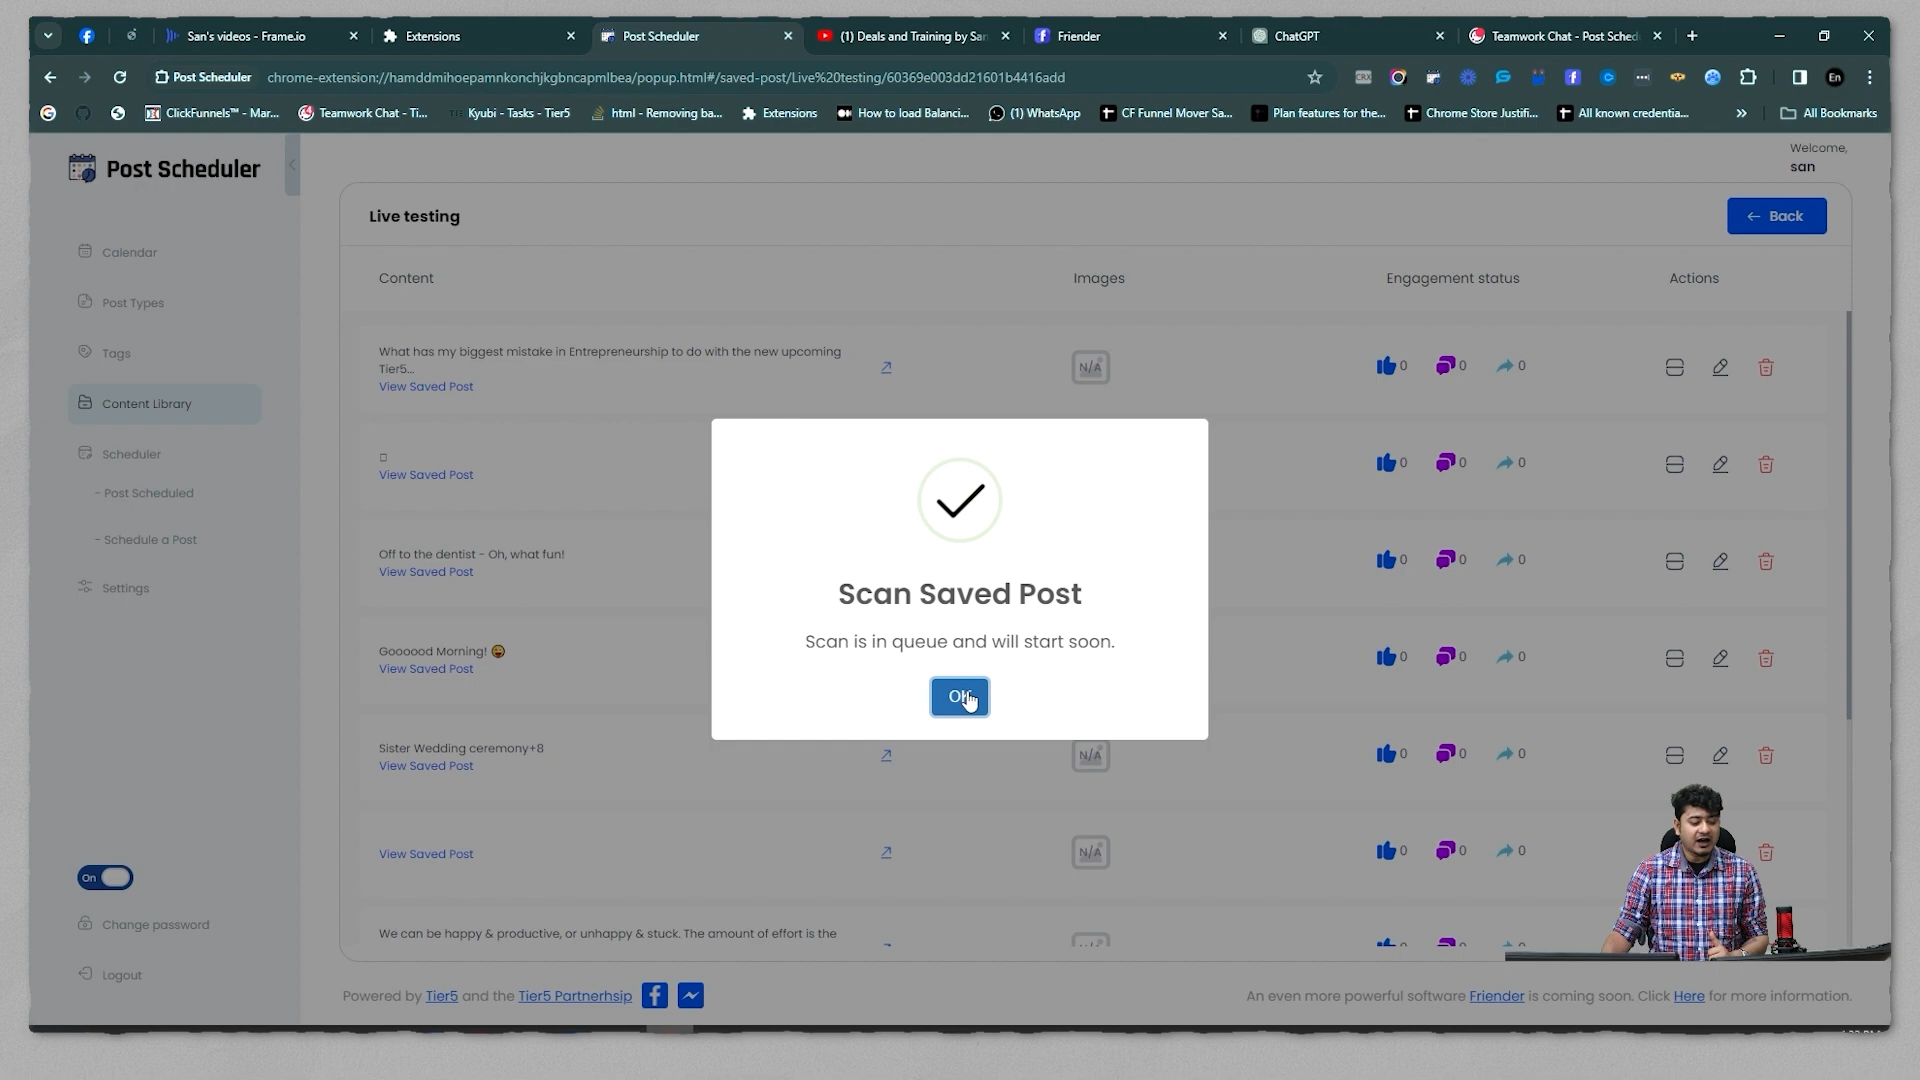 San's videos - Frame.io
Extensions
Post Scheduler
(1) Deals and Training by San
Friender
ChatGPT
Teamwork Chat - Post Sched
Post Scheduler
chrome-extension://hamddmihoepamnkonchjkgbncapmlbea/popup.html#/saved-post/Live%20testing/60369e003dd21601b4416add
CRX
En
ClickFunnels™ - Mar...
Teamwork Chat - Ti...
Kyubi - Tasks - Tier5
html - Removing ba...
Extensions
How to load Balanci...
(1) WhatsApp
CF Funnel Mover Sa...
Plan features for the...
Chrome Store Justifi...
All known credentia...
All Bookmarks
Post Scheduler
Welcome,
san
Calendar
Post Types
Tags
Content Library
Scheduler
- Post Scheduled
- Schedule a Post
Settings
On
Change password
Logout
Live testing
← Back
Content
Images
Engagement status
Actions
What has my biggest mistake in Entrepreneurship to do with the new upcoming
Tier5...
View Saved Post
N/A
0 0 0
View Saved Post
0 0 0
Off to the dentist - Oh, what fun!
View Saved Post
0 0 0
Goooood Morning! 😜
View Saved Post
0 0 0
Sister Wedding ceremony+8
View Saved Post
N/A
0 0 0
View Saved Post
N/A
0 0 0
We can be happy & productive, or unhappy & stuck. The amount of effort is the
Scan Saved Post
Scan is in queue and will start soon.
OK
Powered by Tier5 and the Tier5 Partnerhsip
An even more powerful software Friender is coming soon. Click Here for more information.